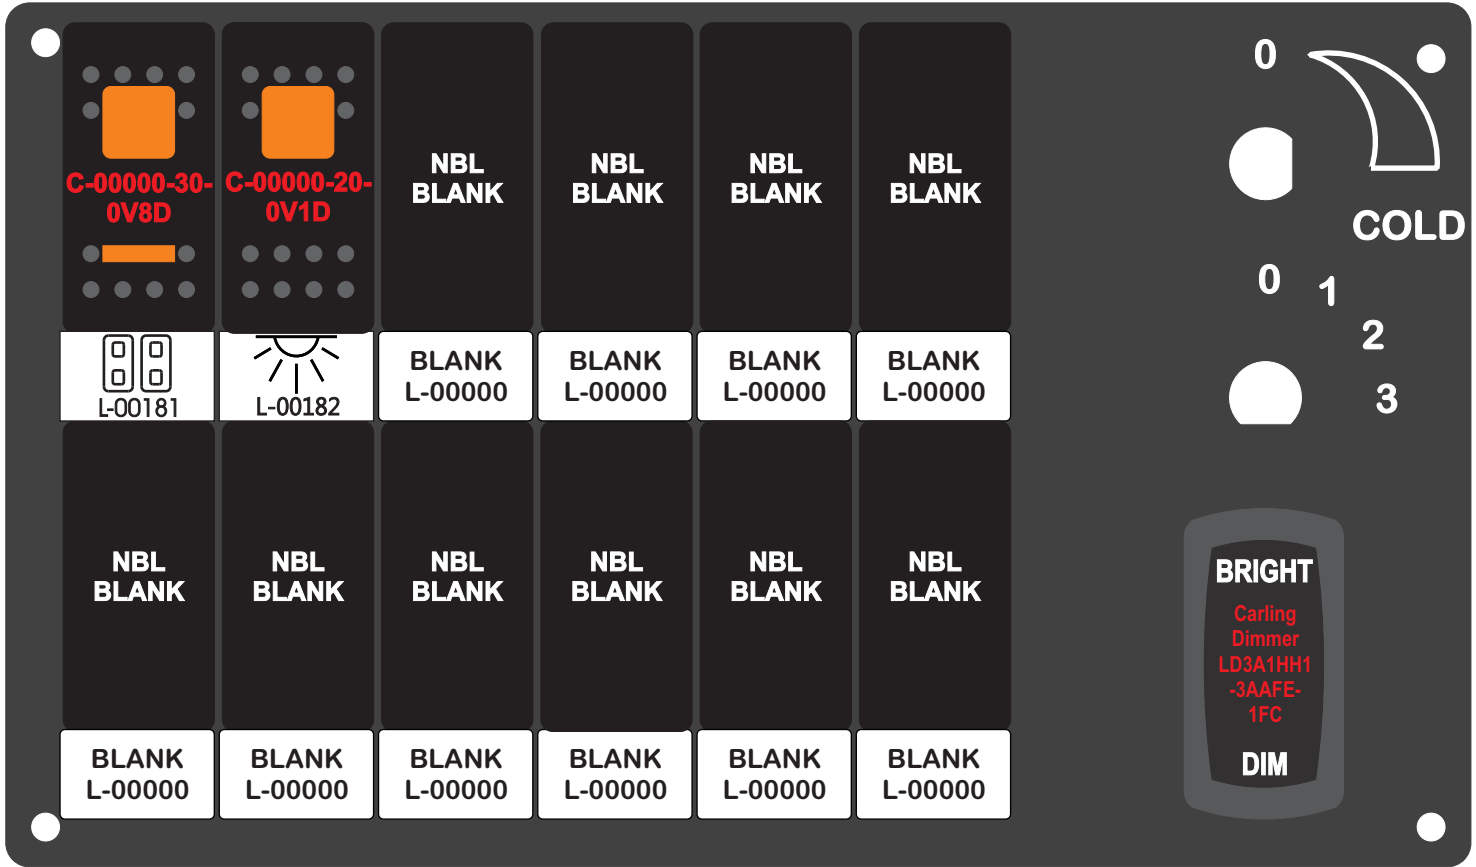 C-00000-30-
0V8D
C-00000-20-
0V1D
NBL
BLANK
NBL
BLANK
NBL
BLANK
NBL
BLANK
L-00181
L-00182
BLANK
L-00000
BLANK
L-00000
BLANK
L-00000
BLANK
L-00000
NBL
BLANK
NBL
BLANK
NBL
BLANK
NBL
BLANK
NBL
BLANK
NBL
BLANK
BLANK
L-00000
BLANK
L-00000
BLANK
L-00000
BLANK
L-00000
BLANK
L-00000
BLANK
L-00000
0
COLD
0
1
2
3
BRIGHT
Carling
Dimmer
LD3A1HH1
-3AAFE-
1FC
DIM